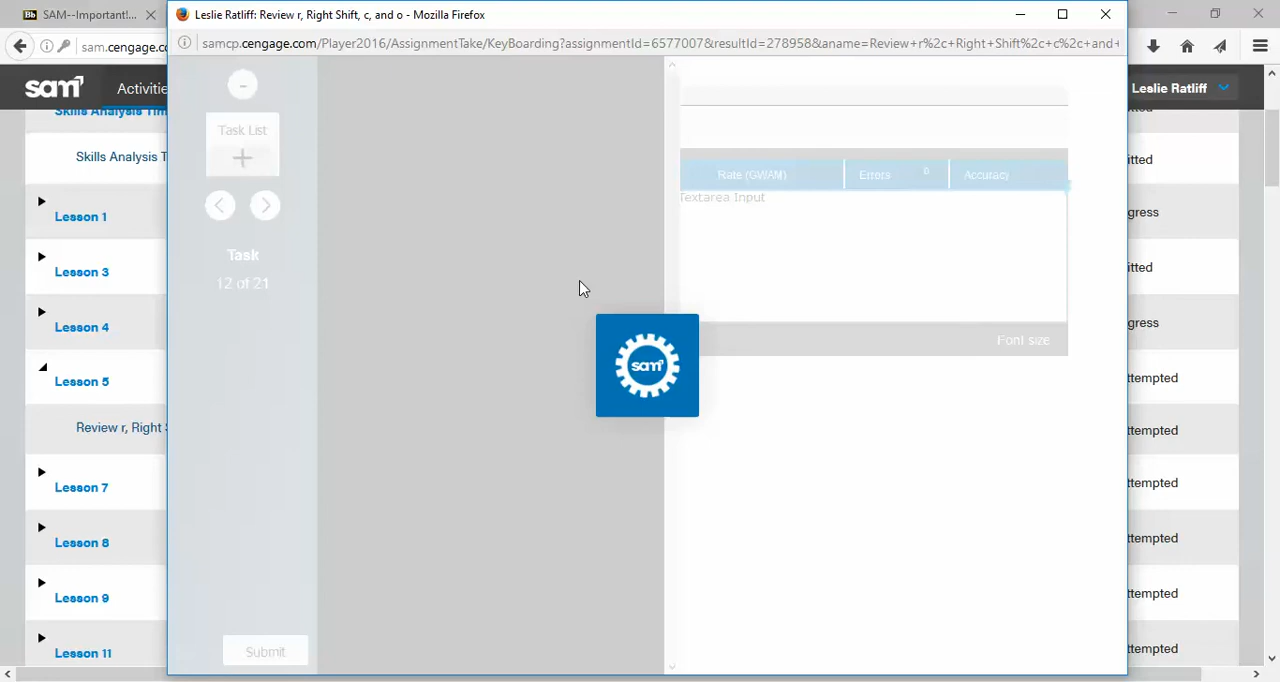 SAM--Important!...
Leslie Ratliff: Review r, Right Shift, c, and o - Mozilla Firefox
sam.cengage.co
samcp.cengage.com/Player2016/AssignmentTake/KeyBoarding?assignmentId=6577007&resultId=278958&aname=Review+r%2c+Right+Shift%2c+c%2c+and+
sam
Activitie
Leslie Ratliff
Skills Analysis Tim
Skills Analysis T
itted
Lesson 1
gress
Lesson 3
itted
Lesson 4
gress
Lesson 5
ttempted
Review r, Right S
ttempted
Lesson 7
ttempted
Lesson 8
ttempted
Lesson 9
ttempted
Lesson 11
ttempted
-
Task List
+
Task
12 of 21
Submit
Rate (GWAM) Errors 0 Accuracy
Textarea Input
Font size
sam
Bb